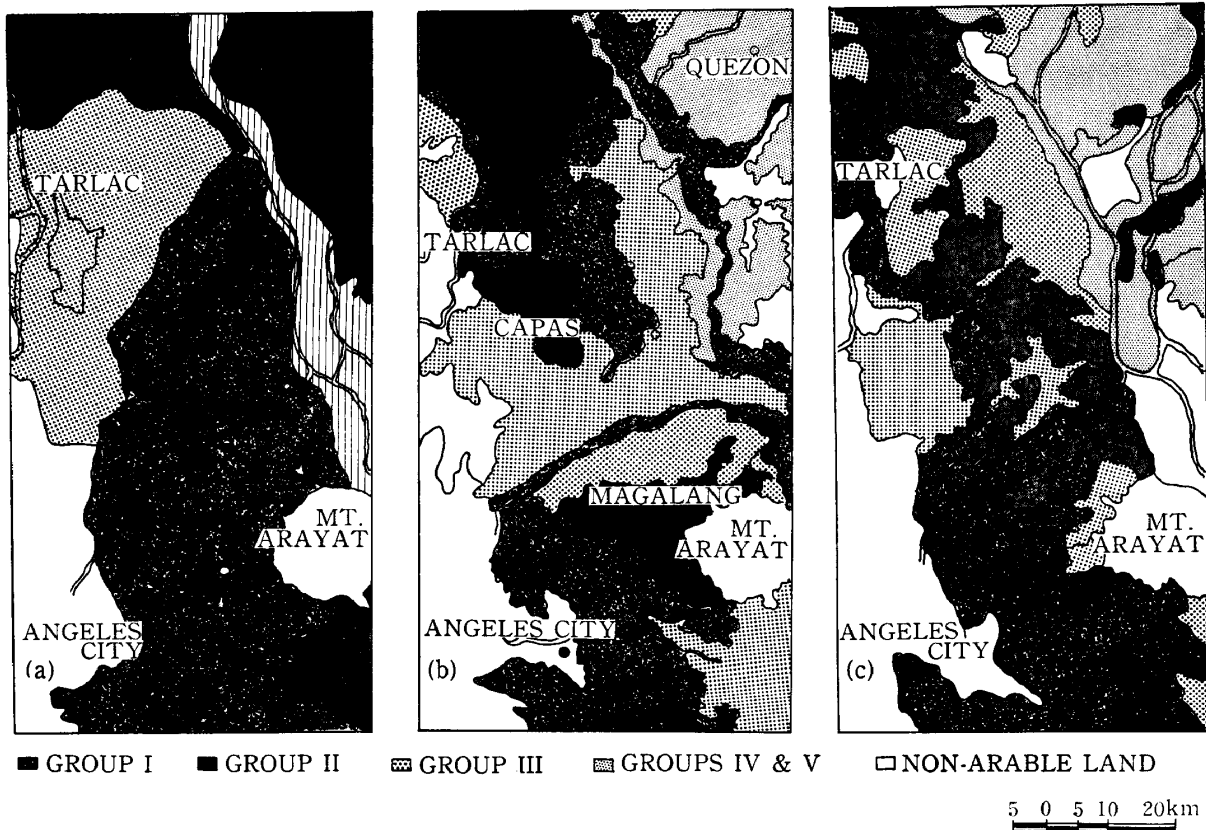 TARLAC
MT.
ARAYAT
ANGELES
CITY
(a)
QUEZON
TARLAC
CAPAS
MAGALANG
MT.
ARAYAT
ANGELES CITY
(b)
TARLAC
MT.
ARAYAT
ANGELES
CITY
(c)
GROUP I GROUP II GROUP III GROUPS IV & V NON-ARABLE LAND
5 0 5 10 20km